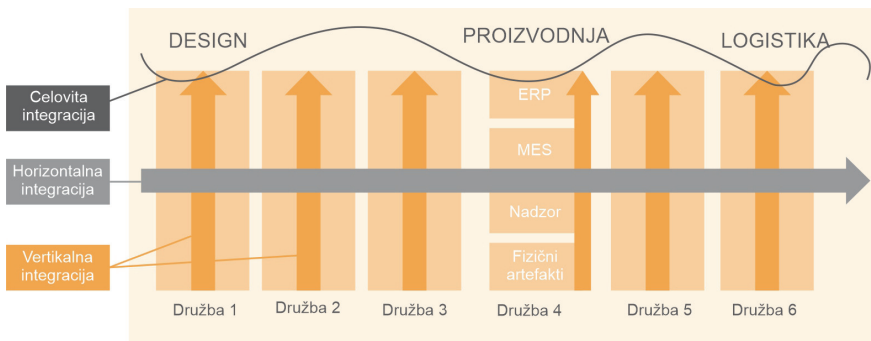 DESIGN
PROIZVODNJA
LOGISTIKA
Celovita
integracija
Horizontalna
integracija
Vertikalna
integracija
ERP
MES
Nadzor
Fizični
artefakti
Družba 1
Družba 2
Družba 3
Družba 4
Družba 5
Družba 6